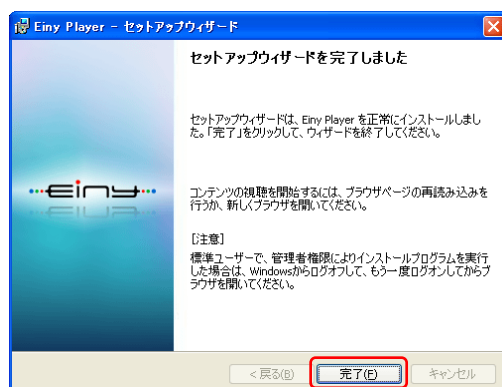 Einy Player - セットアップウィザード
セットアップウィザードを完了しました
セットアップウィザードは、Einy Player を正常にインストールしまし
た。「完了」をクリックして、ウィザードを終了してください。
Einy
コンテンツの視聴を開始するには、ブラウザページの再読み込みを
行うか、新しくブラウザを開いてください。
[注意]
標準ユーザーで、管理者権限によりインストールプログラムを実行
した場合は、Windowsからログオフして、もう一度ログオンしてからブ
ラウザを開いてください。
< 戻る(B) 完了(F) キャンセル